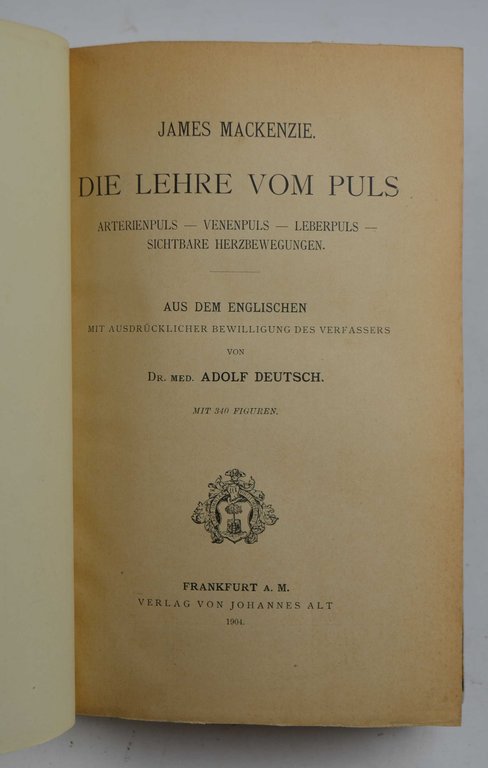 JAMES MACKENZIE.
DIE LEHRE VOM PULS
ARTERIENPULS — VENENPULS — LEBERPULS —
SICHTBARE HERZBEWEGUNGEN.
AUS DEM ENGLISCHEN
MIT AUSDRÜCKLICHER BEWILLIGUNG DES VERFASSERS
VON
DR. MED. ADOLF DEUTSCH.
MIT 340 FIGUREN.
FRANKFURT A. M.
VERLAG VON JOHANNES ALT
1904.